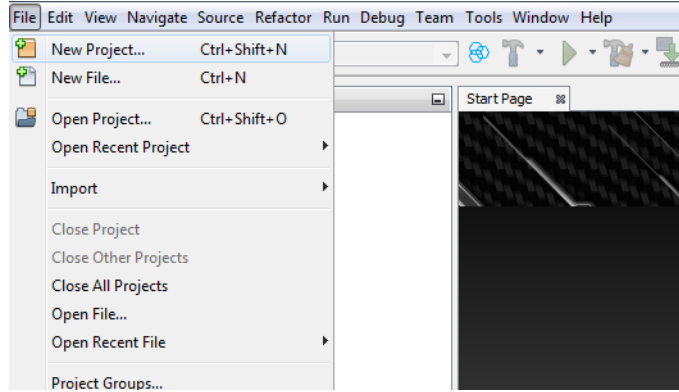 File Edit View Navigate Source Refactor Run Debug Team Tools Window Help
New Project... Ctrl+Shift+N
New File... Ctrl+N
Start Page
Open Project... Ctrl+Shift+O
Open Recent Project
Import
Close Project
Close Other Projects
Close All Projects
Open File...
Open Recent File
Project Groups...